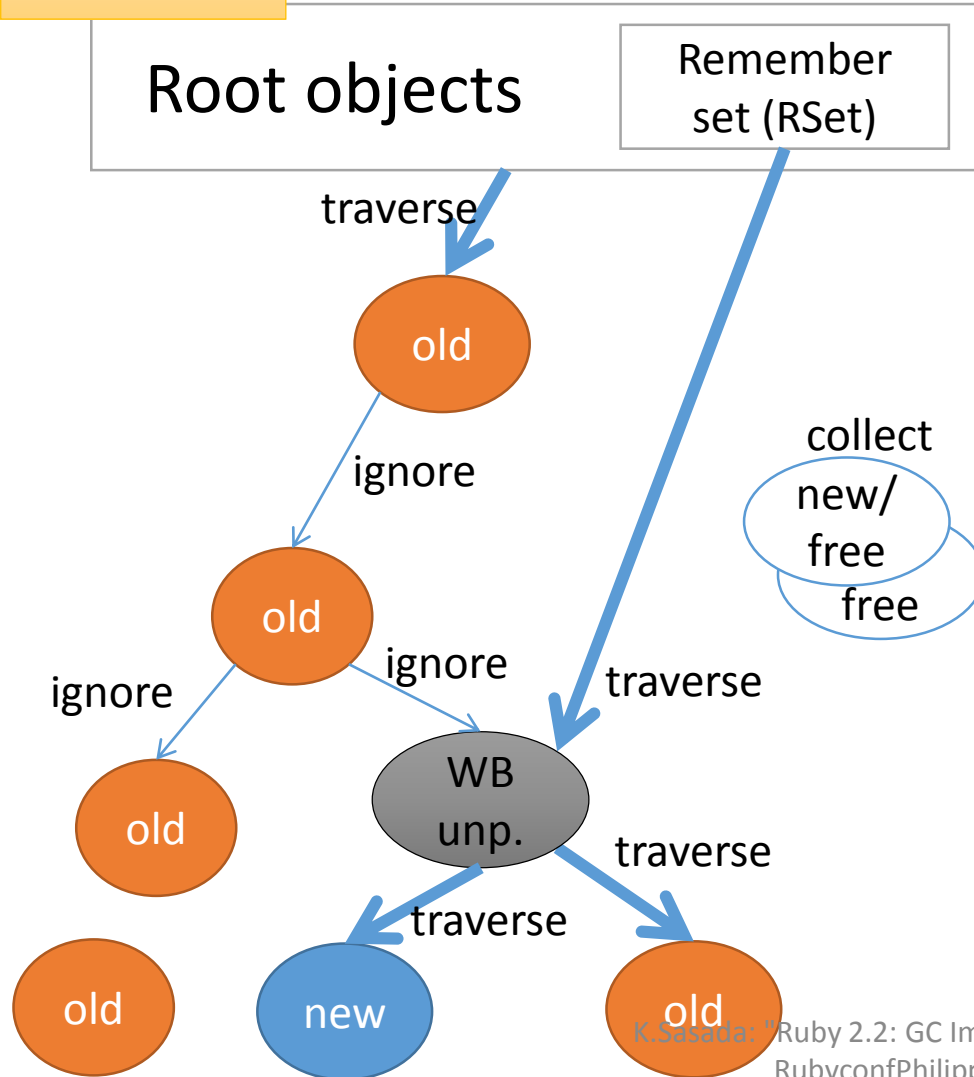 Root objects
Remember
set (RSet)
traverse
old
ignore
collect
new/
free
free
old
ignore
ignore
traverse
WB
unp.
old
traverse
traverse
old
new
old
K.Sasada: "Ruby 2.2: GC Im
RubyconfPhilipp